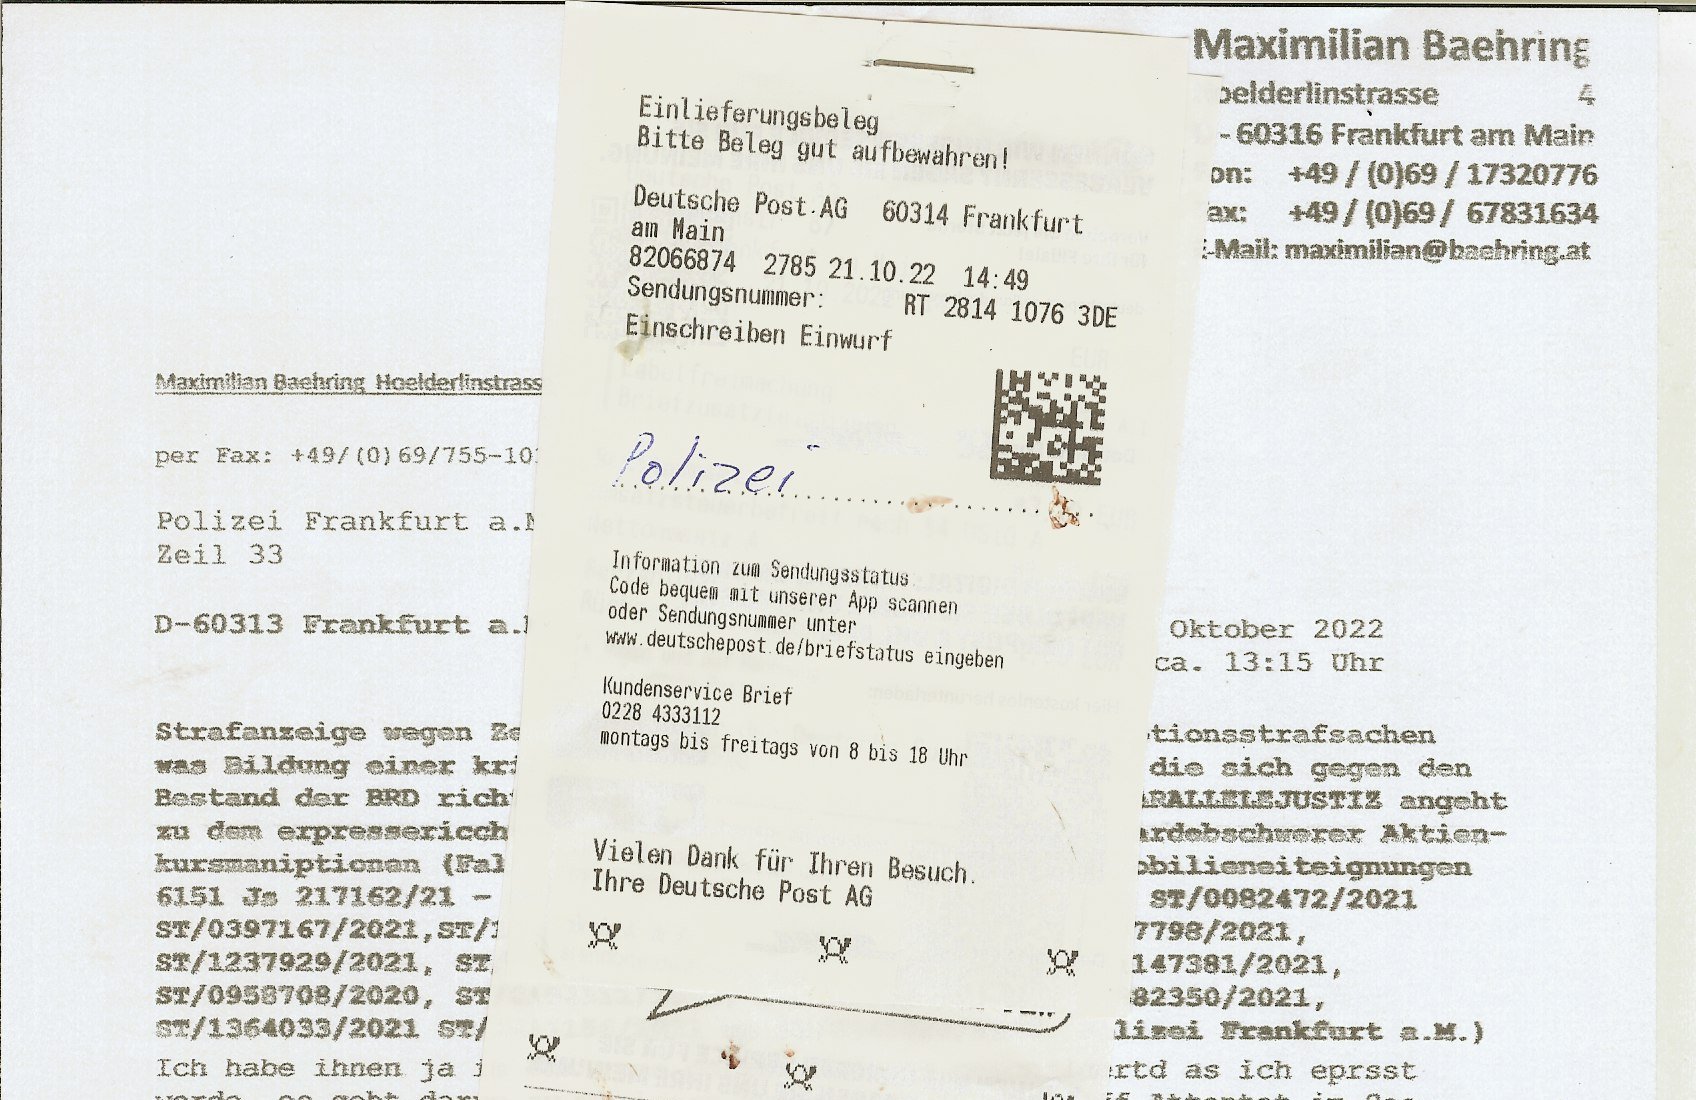 Maximilian Baehring
oelderlinstrasse 4
- 60316 Frankfurt am Main
on: +49 / (0)69 / 17320776
ax: +49 / (0)69 / 67831634
E-Mail: maximilian@baehring.at
Einlieferungsbeleg
Bitte Beleg gut aufbewahren!
Deutsche Post AG 60314 Frankfurt
am Main
82066874 2785 21.10.22 14:49
Sendungsnummer: RT 2814 1076 3DE
Einschreiben Einwurf
Polizei
Information zum Sendungsstatus
Code bequem mit unserer App scannen
oder Sendungsnummer unter
www.deutschepost.de/briefstatus eingeben
Kundenservice Brief
0228 4333112
montags bis freitags von 8 bis 18 Uhr
Vielen Dank für Ihren Besuch.
Ihre Deutsche Post AG
Maximilian Baehring Hoelderlinstrass
per Fax: +49/(0)69/755-10
Polizei Frankfurt a.M
Zeil 33
D-60313 Frankfurt a.
Oktober 2022
ca. 13:15 Uhr
Strafanzeige wegen Ze tionsstrafsachen
was Bildung einer kri die sich gegen den
Bestand der BRD rich ARALLELEJUSTIZ angeht
zu dem erpressericch ardebschwerer Aktien-
kursmaniptionen (Fal obilieneiteignungen
6151 Js 217162/21 - ST/0082472/2021
ST/0397167/2021,ST/ 7798/2021,
ST/1237929/2021, ST 147381/2021,
ST/0958708/2020, ST 82350/2021,
ST/1364033/2021 ST/ lizei Frankfurt a.M.)
Ich habe ihnen ja rtd as ich eprsst